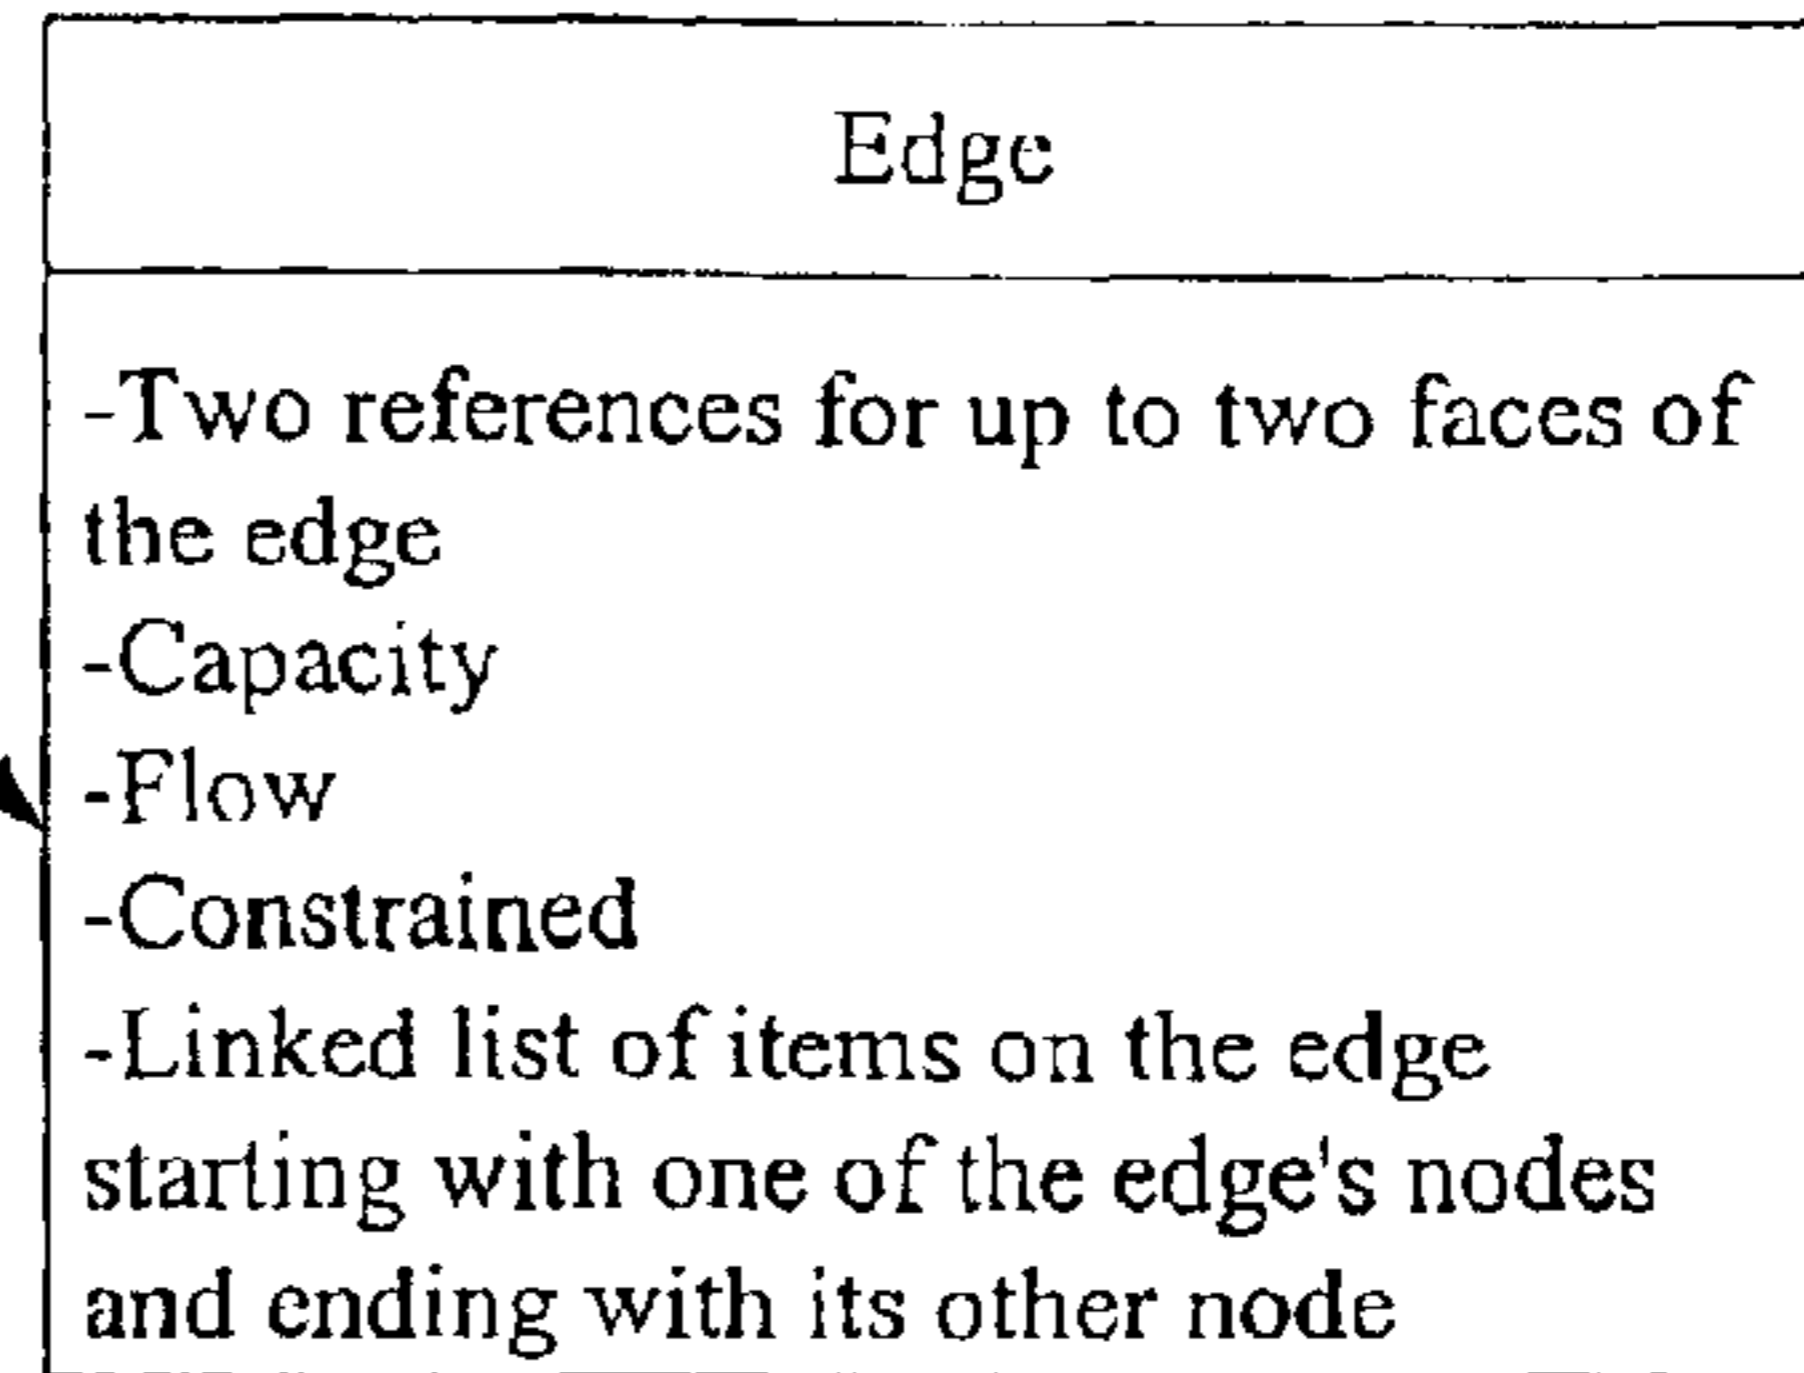 Edge
-Two references for up to two faces of
the edge
-Capacity
-Flow
-Constrained
-Linked list of items on the edge
starting with one of the edge's nodes
and ending with its other node